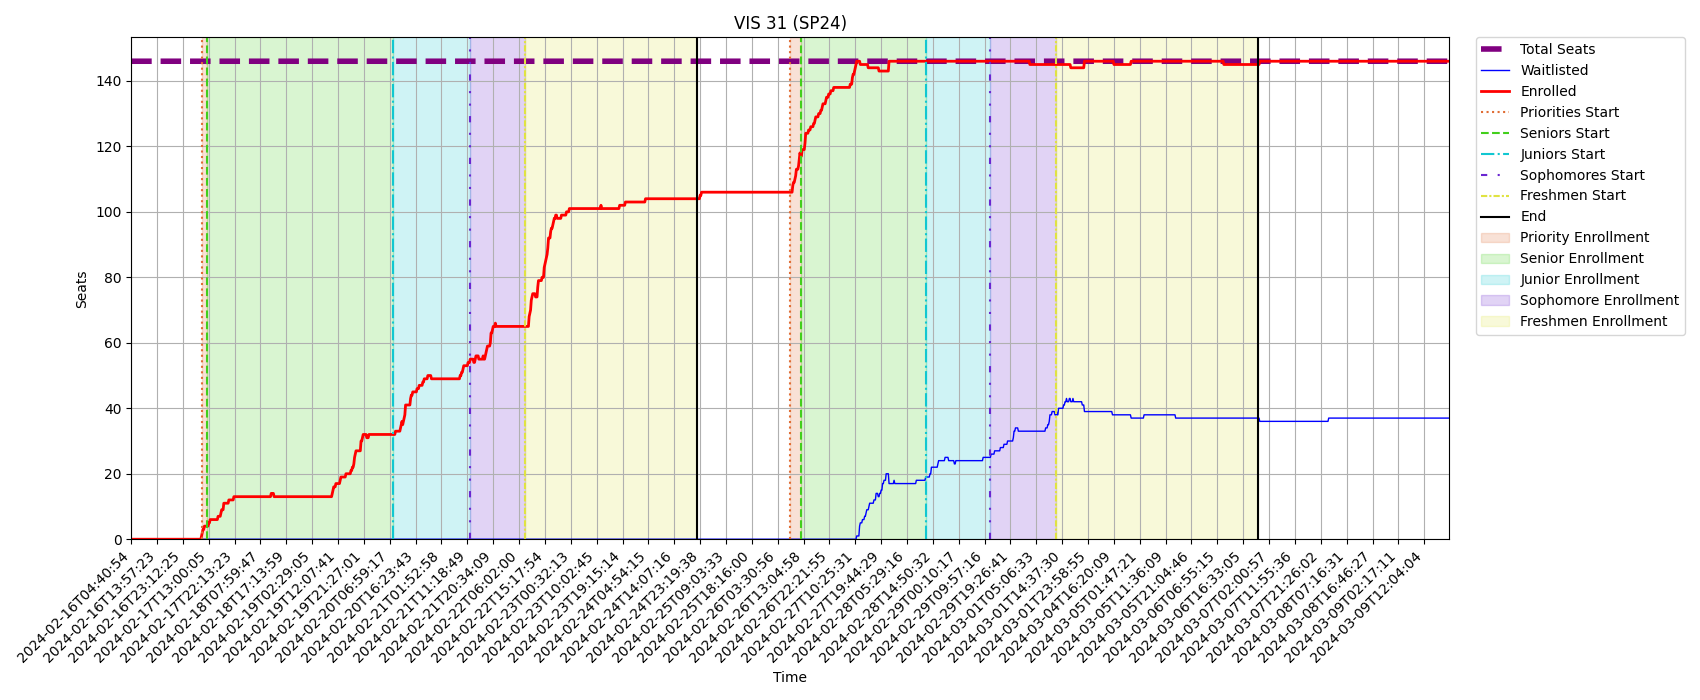 VIS 31 (SP24)
Seats
140
120
100
80
60
40
20
0
Total Seats
Waitlisted
Enrolled
Priorities Start
Seniors Start
Juniors Start
Sophomores Start
Freshmen Start
End
Priority Enrollment
Senior Enrollment
Junior Enrollment
Sophomore Enrollment
Freshmen Enrollment
2024-02-16T04:40:54
2024-02-16T13:57:23
2024-02-16T23:12:25
2024-02-17T13:00:05
2024-02-17T22:13:23
2024-02-18T07:59:47
2024-02-18T17:13:59
2024-02-19T02:29:05
2024-02-19T12:07:41
2024-02-19T21:27:01
2024-02-20T06:59:17
2024-02-20T16:23:43
2024-02-21T01:52:58
2024-02-21T11:18:49
2024-02-21T20:34:09
2024-02-22T06:02:00
2024-02-22T15:17:54
2024-02-23T00:32:13
2024-02-23T10:02:45
2024-02-23T19:15:14
2024-02-24T04:54:15
2024-02-24T14:07:16
2024-02-24T23:19:38
2024-02-25T09:03:33
2024-02-25T18:16:00
2024-02-26T03:30:56
2024-02-26T13:04:58
2024-02-26T22:21:55
2024-02-27T10:25:31
2024-02-27T19:44:29
2024-02-28T05:29:16
2024-02-28T14:50:32
2024-02-29T00:10:17
2024-02-29T09:57:16
2024-02-29T19:26:41
2024-03-01T05:06:33
2024-03-01T14:37:30
2024-03-01T23:58:55
2024-03-04T16:20:09
2024-03-05T01:47:21
2024-03-05T11:36:09
2024-03-05T21:04:46
2024-03-06T06:55:15
2024-03-06T16:33:05
2024-03-07T02:00:57
2024-03-07T11:55:36
2024-03-07T21:26:02
2024-03-08T07:16:31
2024-03-08T16:46:27
2024-03-09T02:17:11
2024-03-09T12:04:04
Time